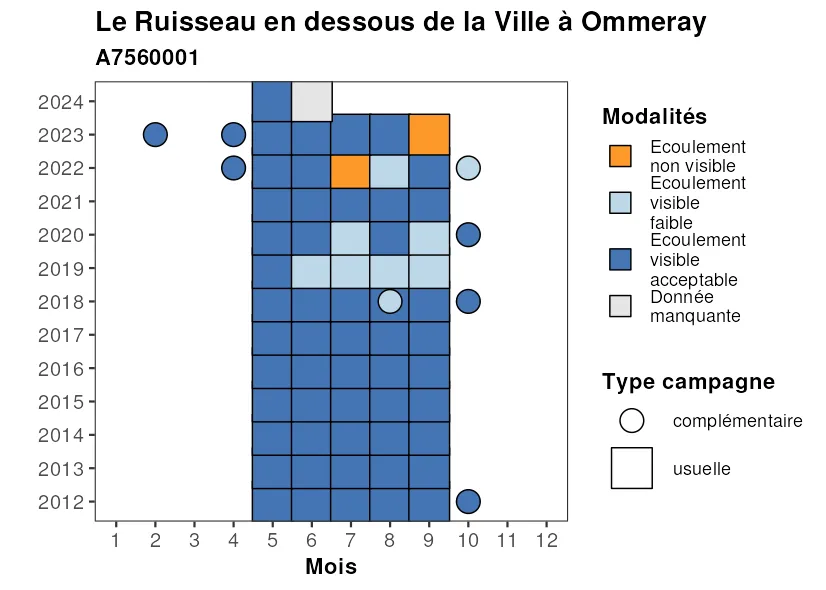 Le Ruisseau en dessous de la Ville à Ommeray
A7560001
2024
2023
2022
2021
2020
2019
2018
2017
2016
2015
2014
2013
2012
1 2 3 4 5 6 7 8 9 10 11 12
Mois
Modalités
Ecoulement
non visible
Ecoulement
visible
faible
Ecoulement
visible
acceptable
Donnée
manquante
Type campagne
complémentaire
usuelle